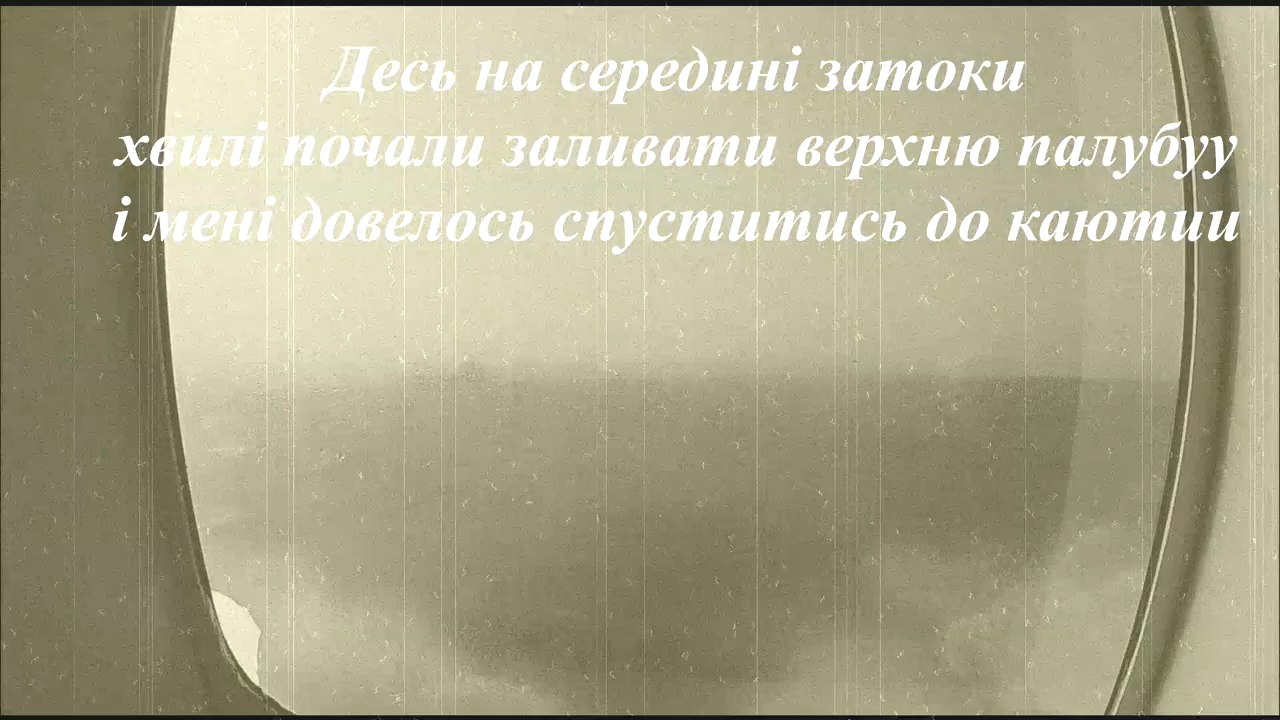 Десь на середині затоки
хвилі почали заливати верхню палубуу
і мені довелось спуститись до каютии